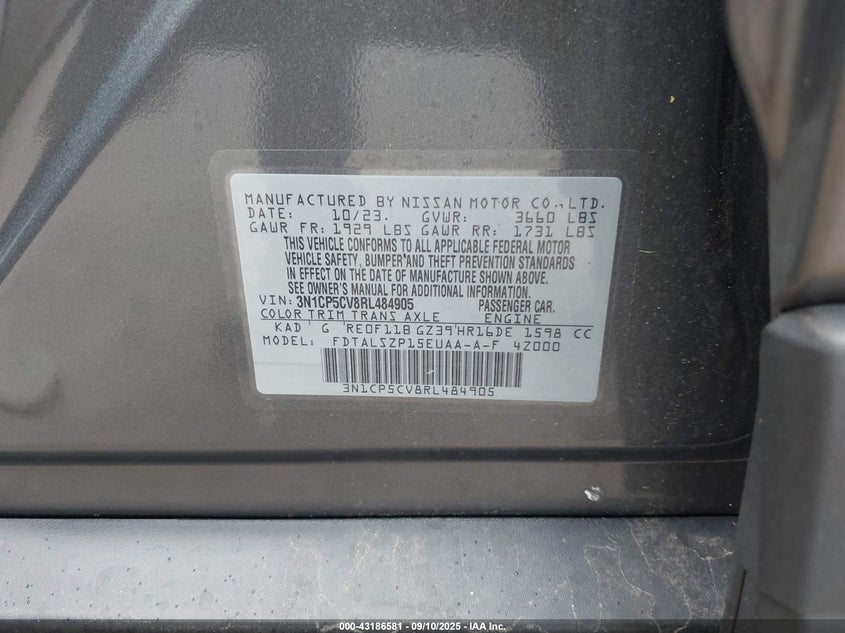 MANUFACTURED BY NISSAN MOTOR CO.,LTD.
DATE: 10/23. GVWR: 3660 LBS
GAWR FR: 1929 LBS GAWR RR: 1731 LBS
THIS VEHICLE CONFORMS TO ALL APPLICABLE FEDERAL MOTOR
VEHICLE SAFETY, BUMPER AND THEFT PREVENTION STANDARDS
IN EFFECT ON THE DATE OF MANUFACTURE SHOWN ABOVE.
SEE OWNER'S MANUAL FOR ADDITIONAL INFORMATION.
VIN: 3N1CP5CV8RL484905 PASSENGER CAR.
COLOR TRIM TRANS AXLE ENGINE
KAD G RE0F11B GZ39 HR16DE 1598 CC
MODEL: FDTALSZP15EUAA-A-F 42000
3N1CP5CV8RL484905
000-43186581 - 09/10/2025 - IAA Inc.